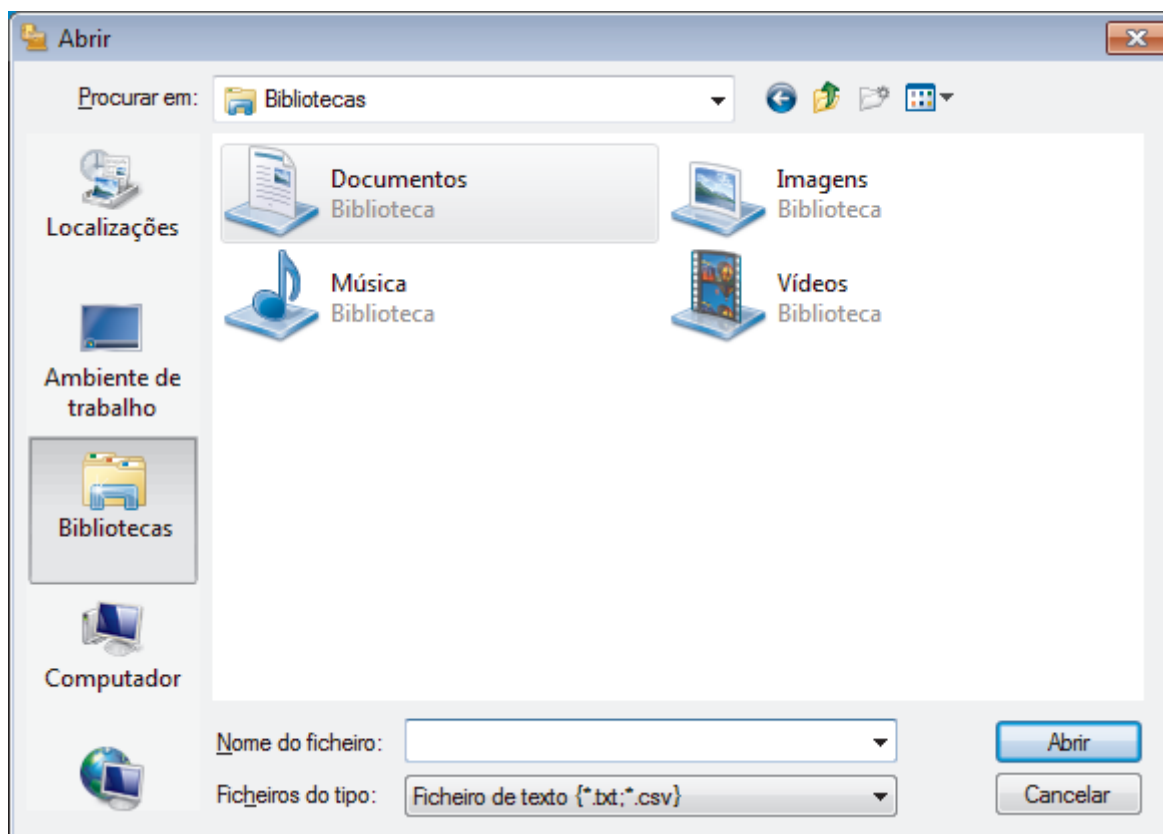 Abrir
Procurar em:
Bibliotecas
Localizações
Ambiente de
trabalho
Bibliotecas
Computador
Documentos
Biblioteca
Imagens
Biblioteca
Música
Biblioteca
Vídeos
Biblioteca
Nome do ficheiro:
Abrir
Ficheiros do tipo:
Ficheiro de texto {*.txt;*.csv}
Cancelar